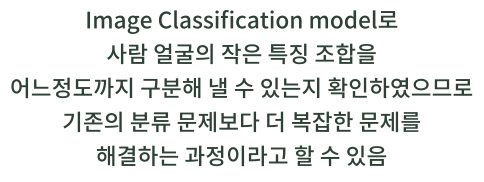 Image Classification model로
사람 얼굴의 작은 특징 조합을
어느정도까지 구분해 낼 수 있는지 확인하였으므로
기존의 분류 문제보다 더 복잡한 문제를
해결하는 과정이라고 할 수 있음